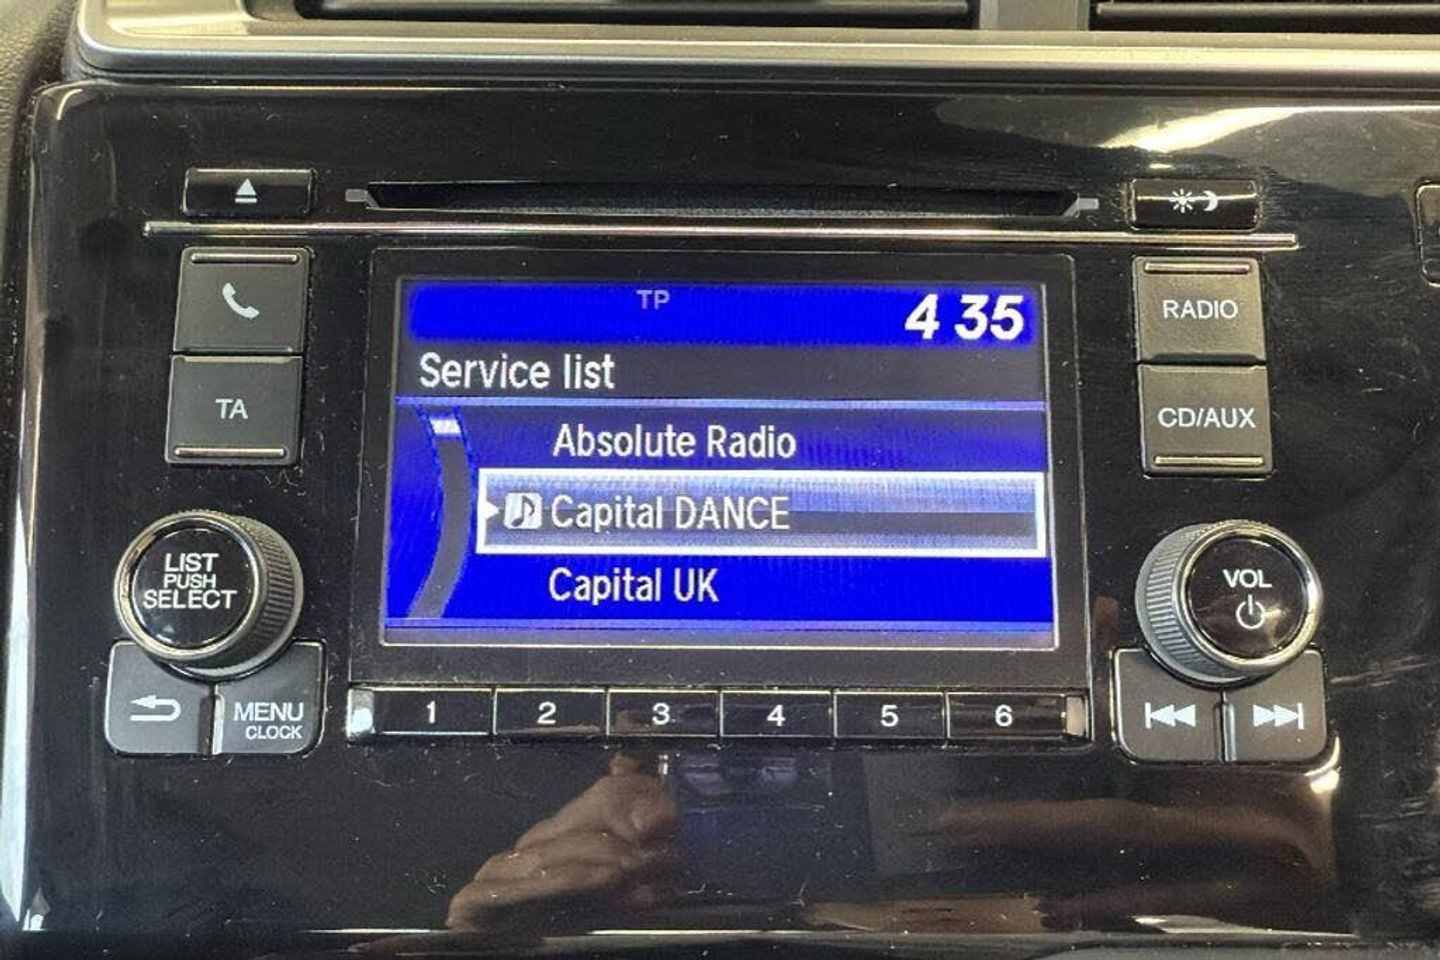 TP
4 35
Service list
Absolute Radio
Capital DANCE
Capital UK
TA
RADIO
CD/AUX
LIST
PUSH
SELECT
VOL
MENU
CLOCK
1 2 3 4 5 6